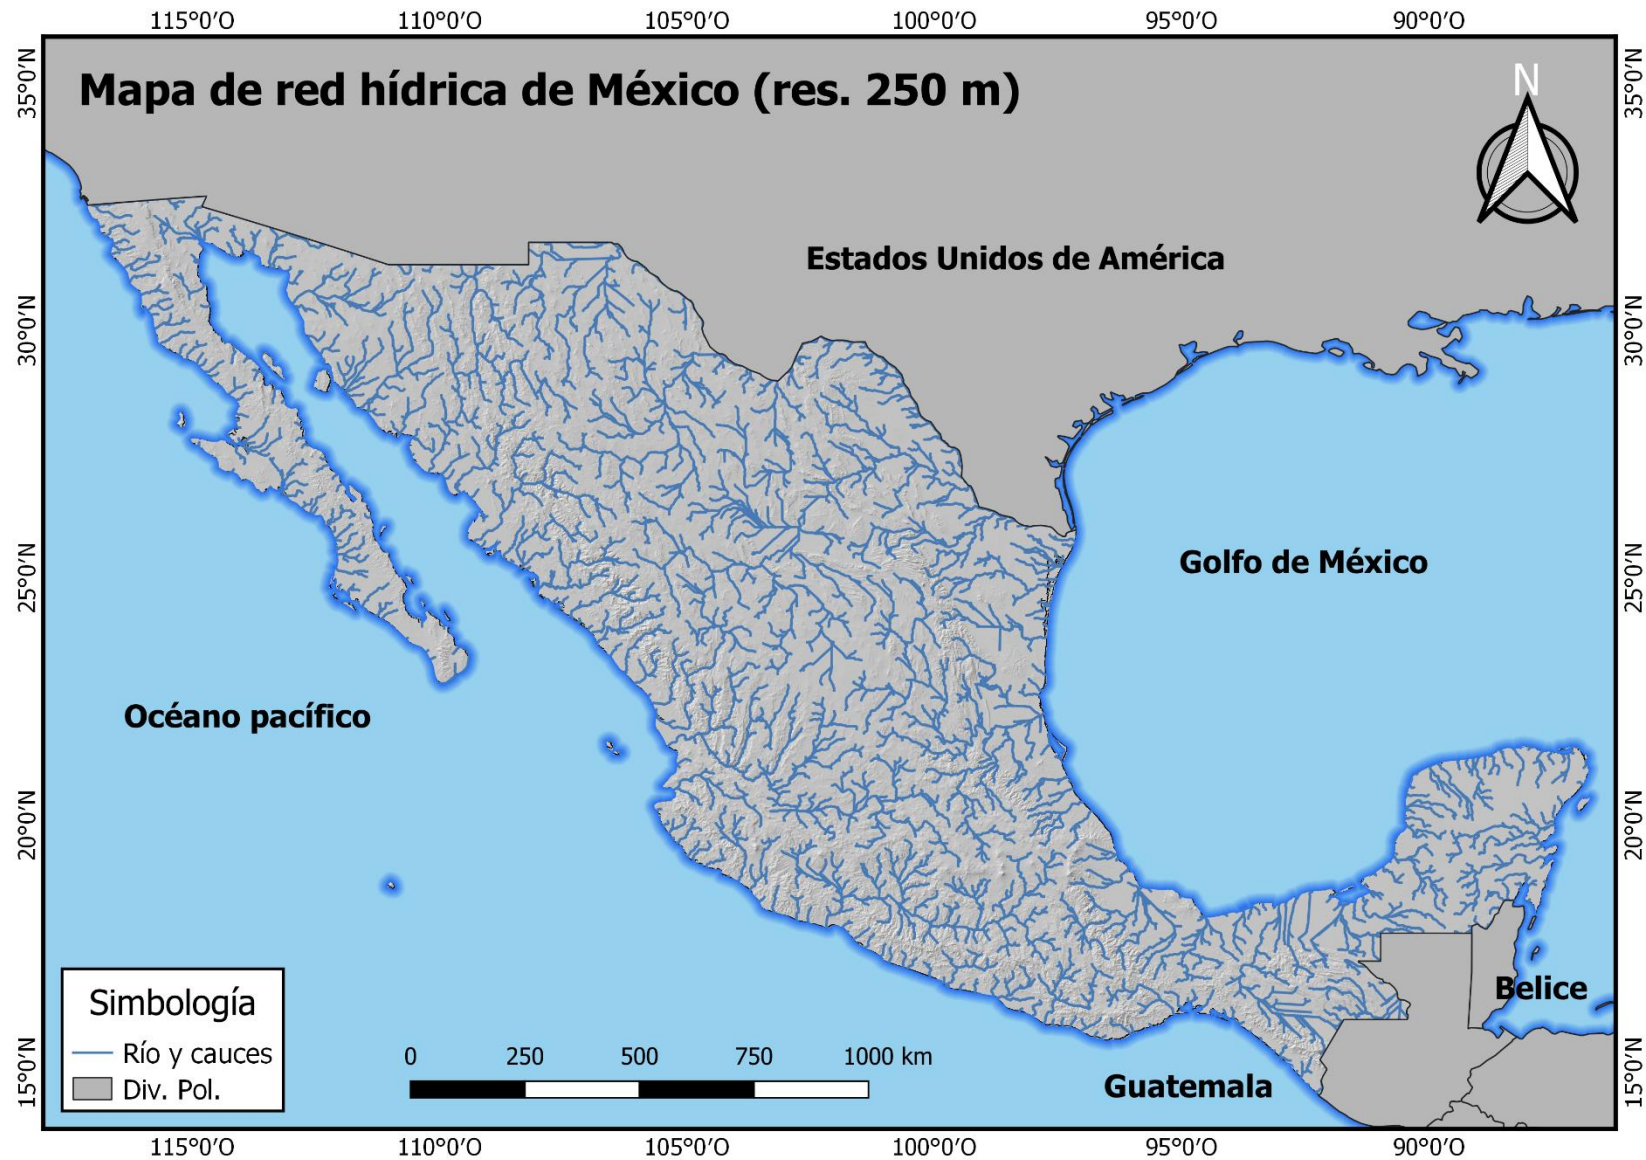 115°0'O 110°0'O 105°0'O 100°0'O 95°0'O 90°0'O
35°0'N
35°0'N
Mapa de red hídrica de México (res. 250 m)
N
Estados Unidos de América
30°0'N
30°0'N
25°0'N
25°0'N
Golfo de México
Océano pacífico
20°0'N
20°0'N
Belice
Simbología
Río y cauces
Div. Pol.
0 250 500 750 1000 km
Guatemala
15°0'N
15°0'N
115°0'O 110°0'O 105°0'O 100°0'O 95°0'O 90°0'O